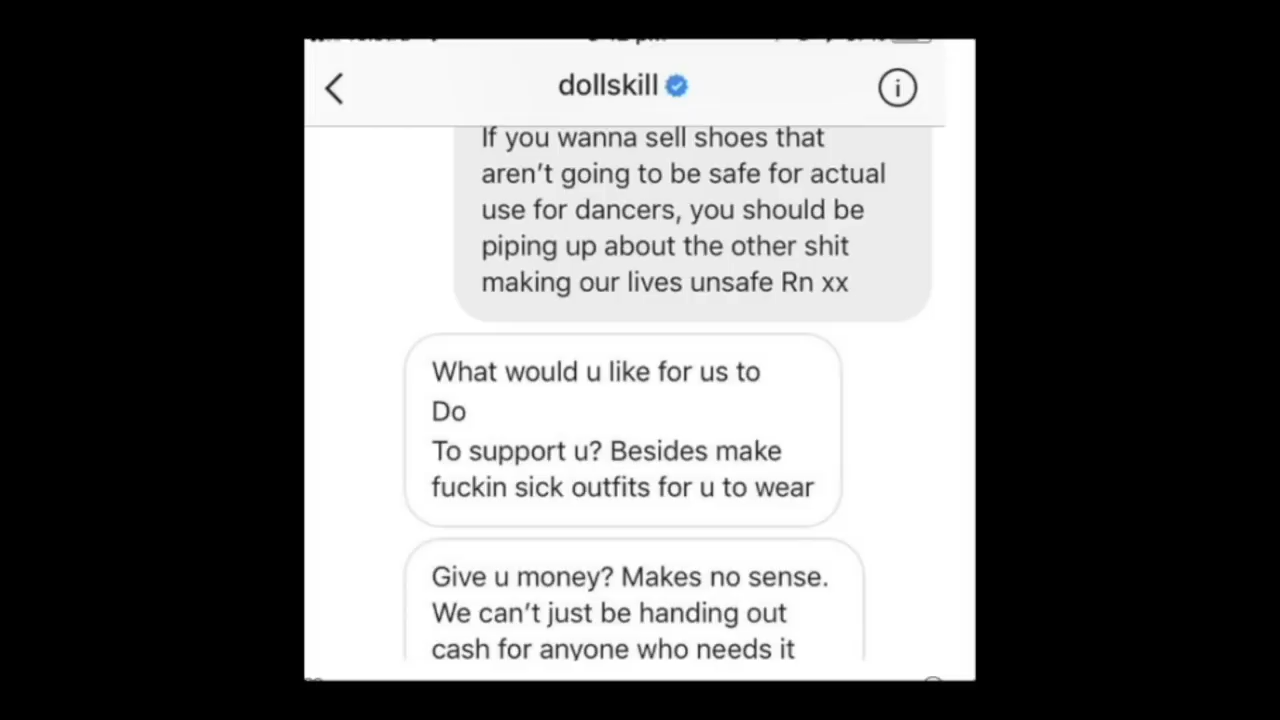 dollskill
If you wanna sell shoes that
aren't going to be safe for actual
use for dancers, you should be
piping up about the other shit
making our lives unsafe Rn xx
What would u like for us to
Do
To support u? Besides make
fuckin sick outfits for u to wear
Give u money? Makes no sense.
We can't just be handing out
cash for anyone who needs it